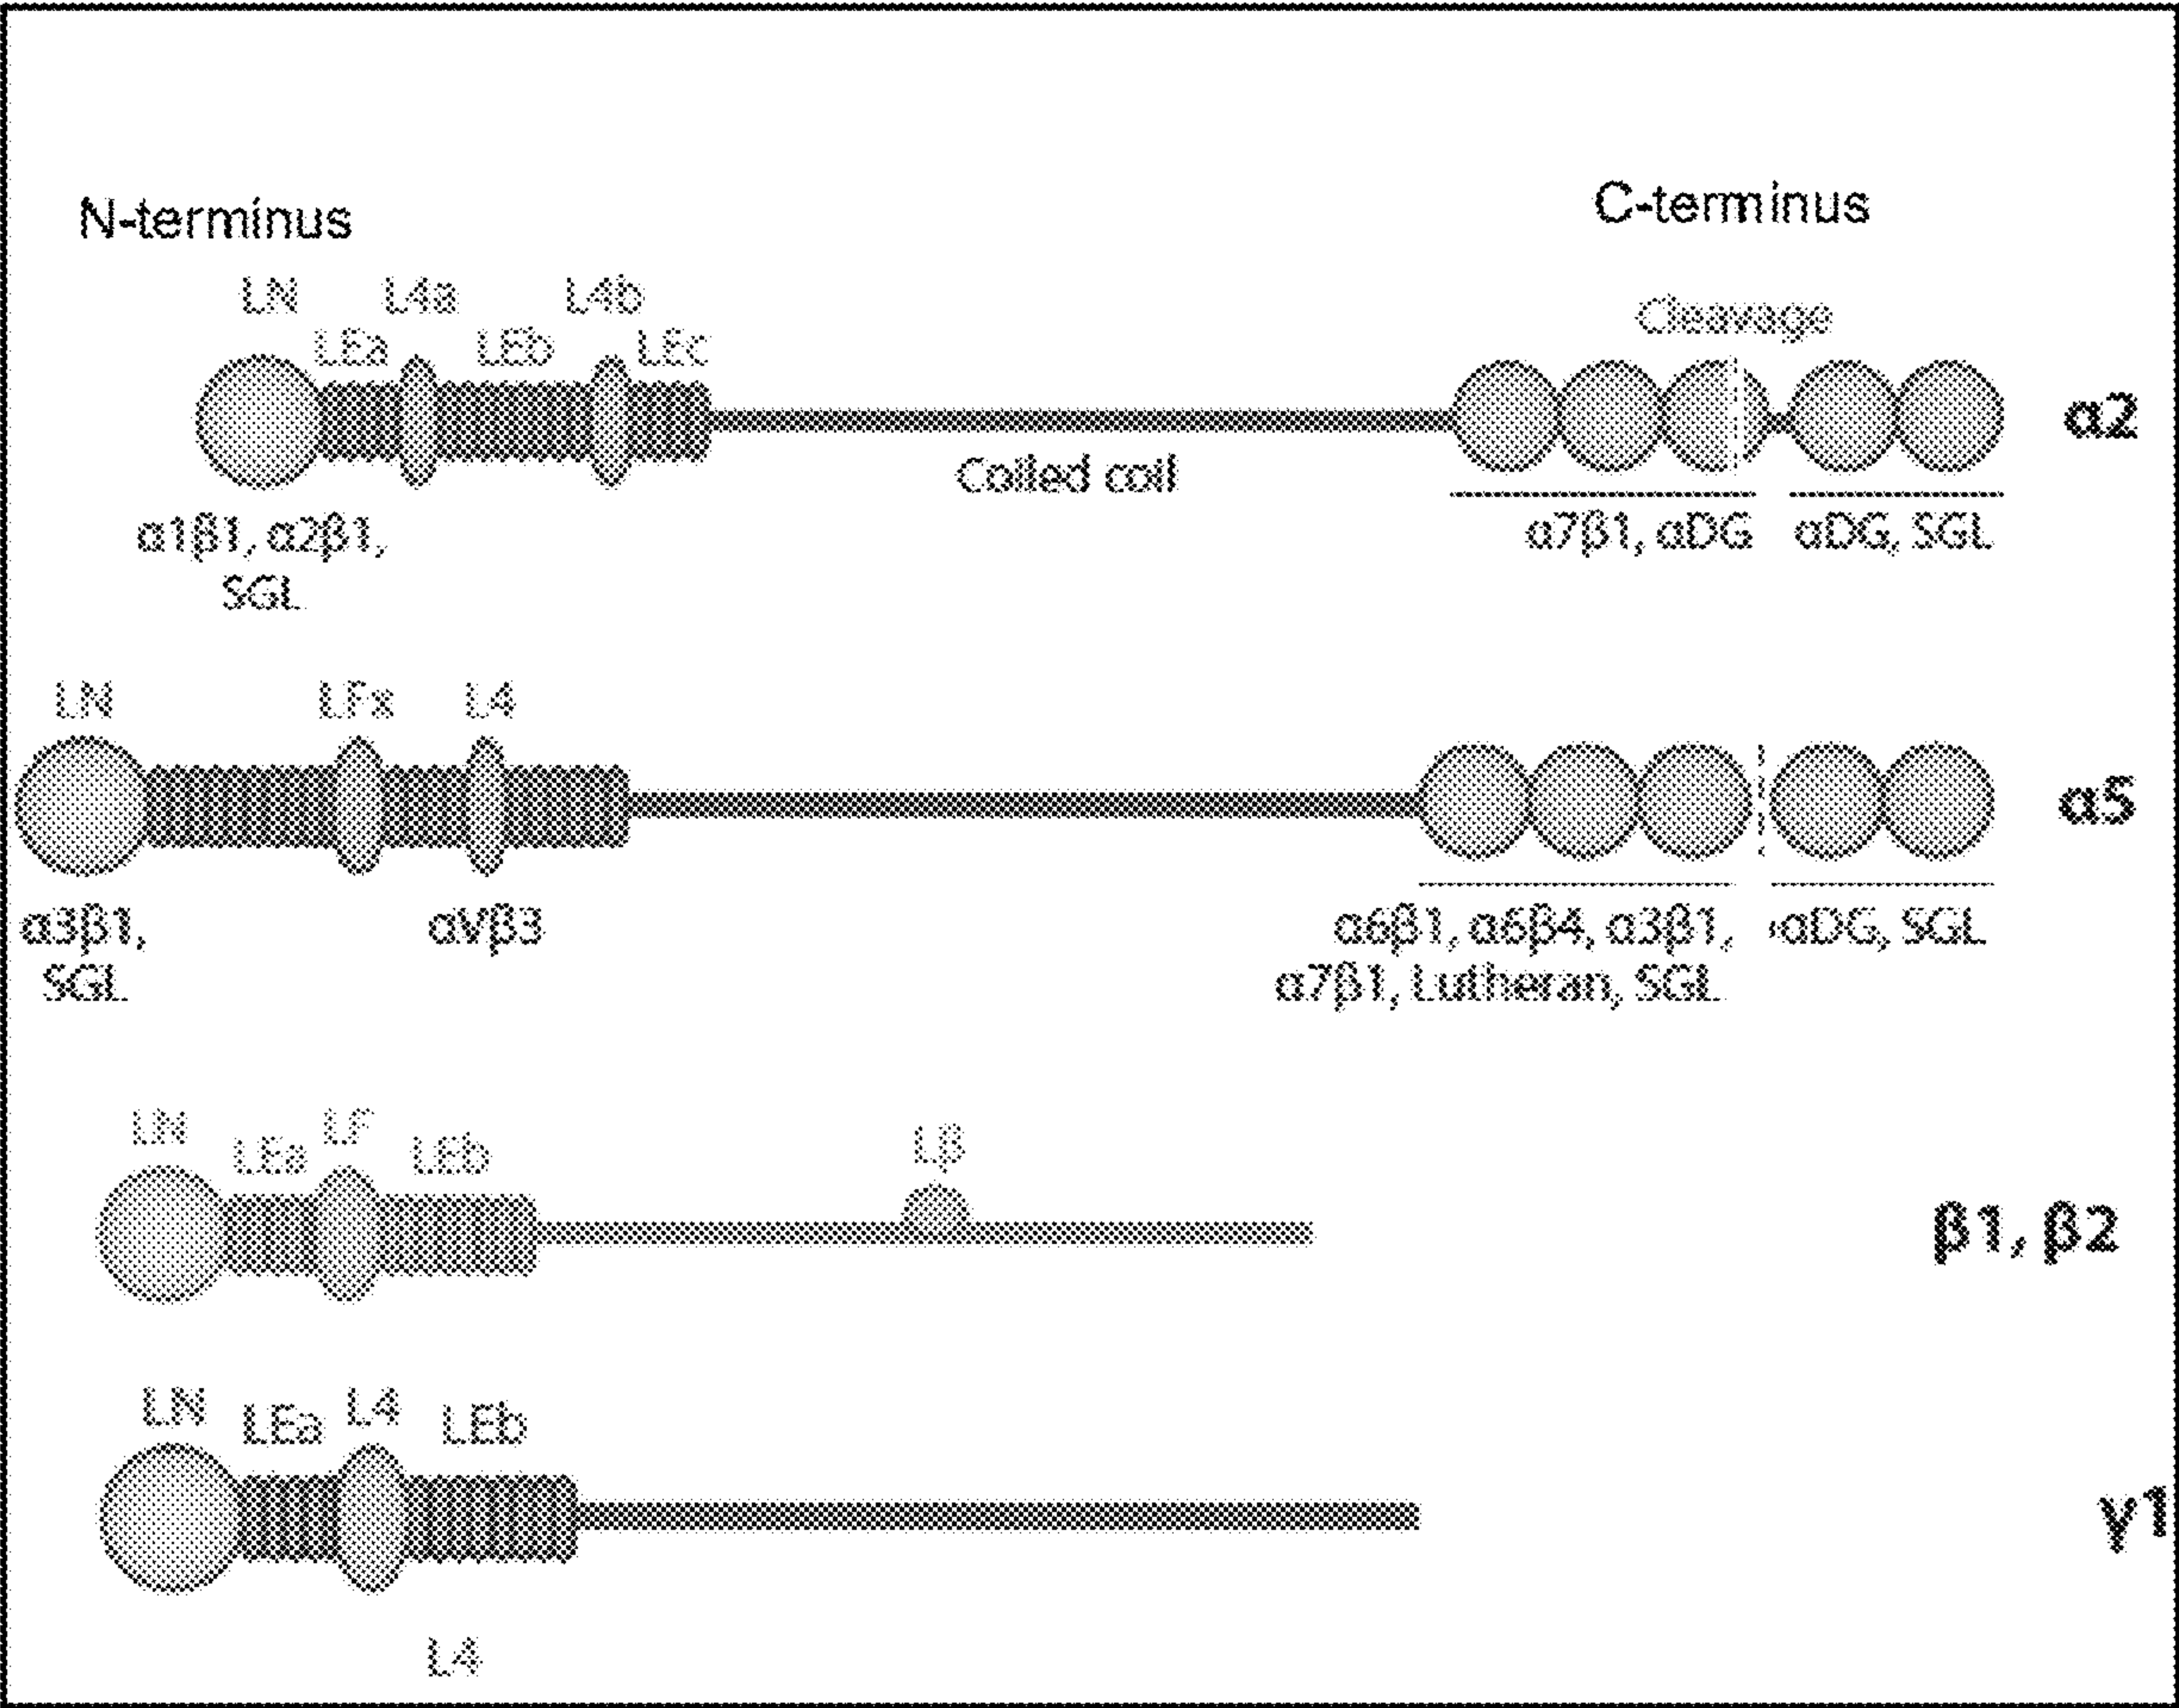 N-terminus
C-terminus
LN L4a L4b
Cleavage
LEa LEb LEc
α2
Coiled coil
α1β1, α2β1,
SGL
α7β1, αDG αDG, SGL
LN LFx L4
α5
α3β1,
SGL
αVβ3
α6β1, α6β4, α3β1,
α7β1, Lutheran, SGL
αDG, SGL
LN LF
LEa LEb
Lβ
β1, β2
LN L4
LEa LEb
γ1
L4